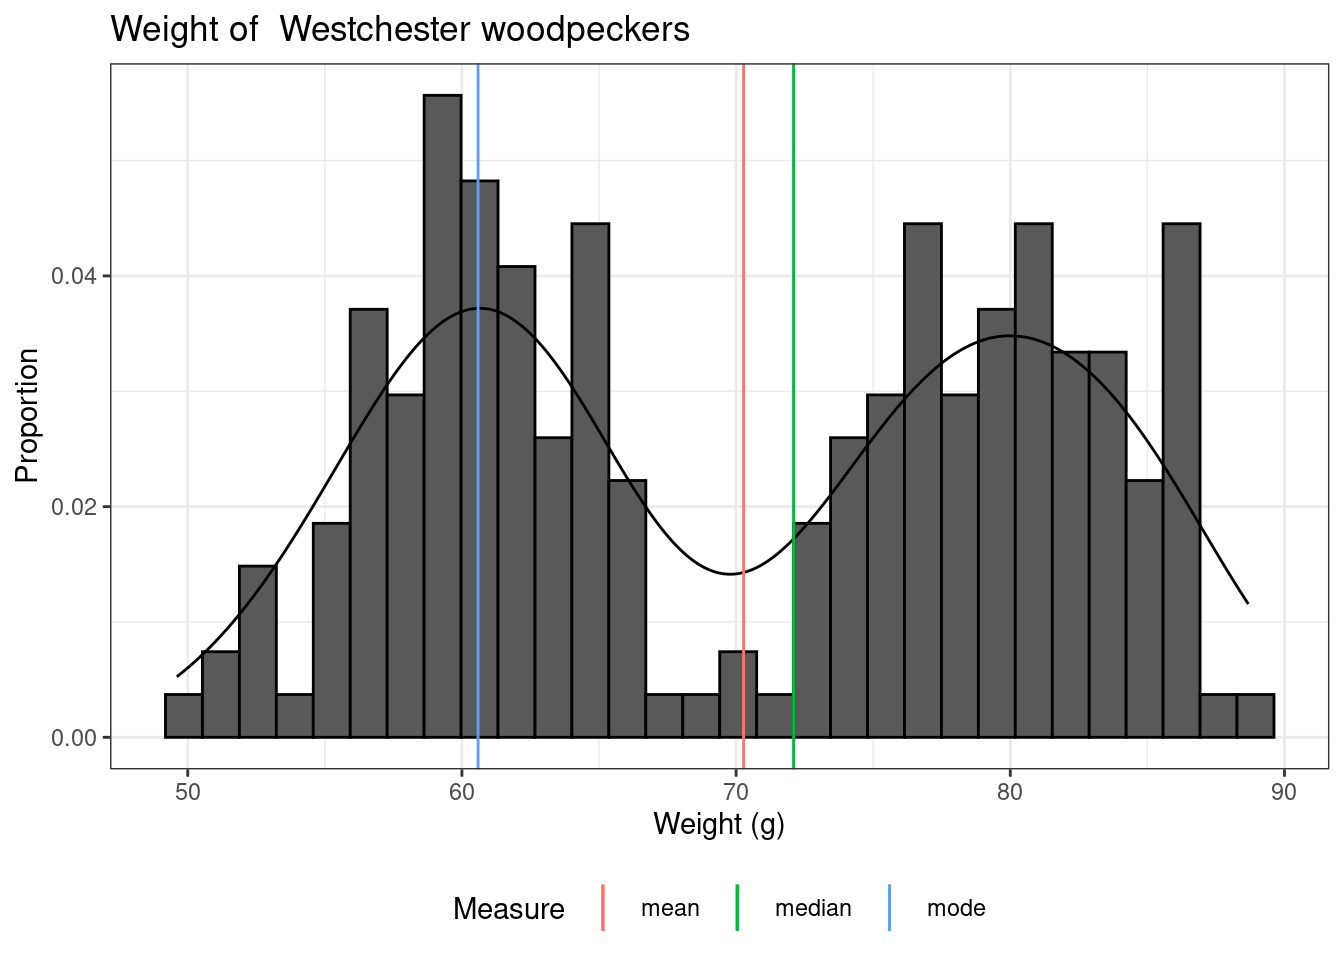 Weight of  Westchester woodpeckers
Proportion
0.04
0.02
0.00
50 60 70 80 90
Weight (g)
Measure mean median mode